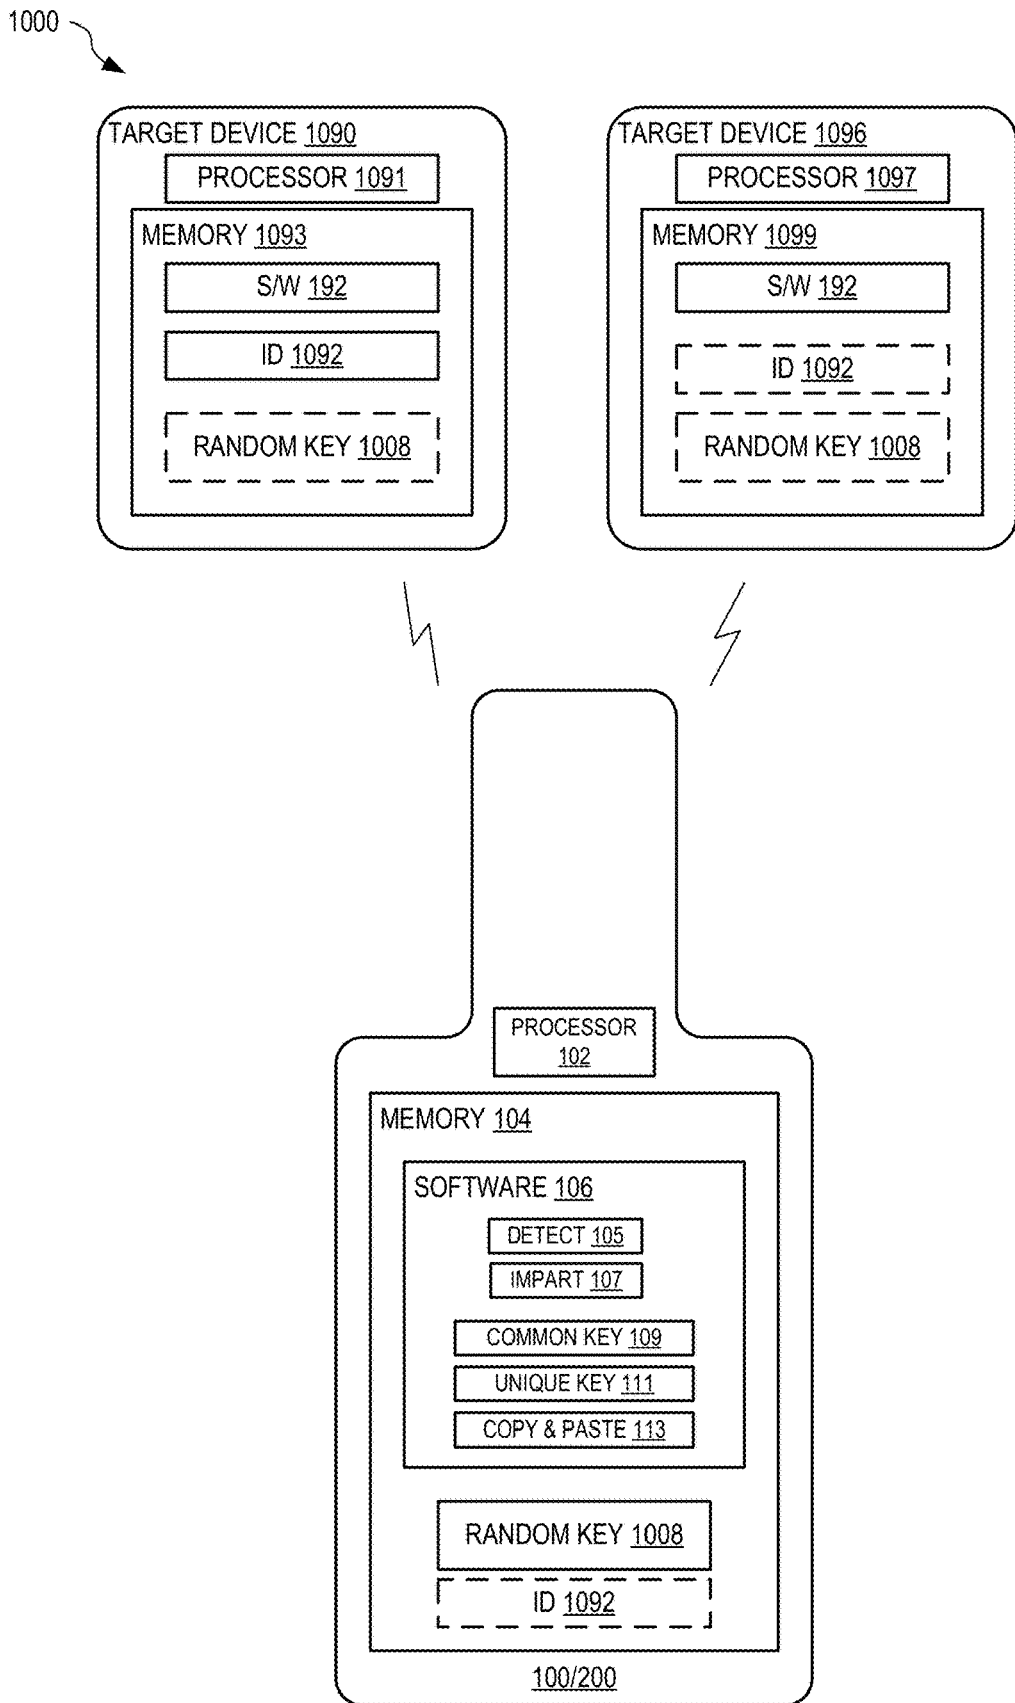 1000
TARGET DEVICE 1090
PROCESSOR 1091
MEMORY 1093
S/W 192
ID 1092
RANDOM KEY 1008
TARGET DEVICE 1096
PROCESSOR 1097
MEMORY 1099
S/W 192
ID 1092
RANDOM KEY 1008
PROCESSOR
102
MEMORY 104
SOFTWARE 106
DETECT 105
IMPART 107
COMMON KEY 109
UNIQUE KEY 111
COPY & PASTE 113
RANDOM KEY 1008
ID 1092
100/200